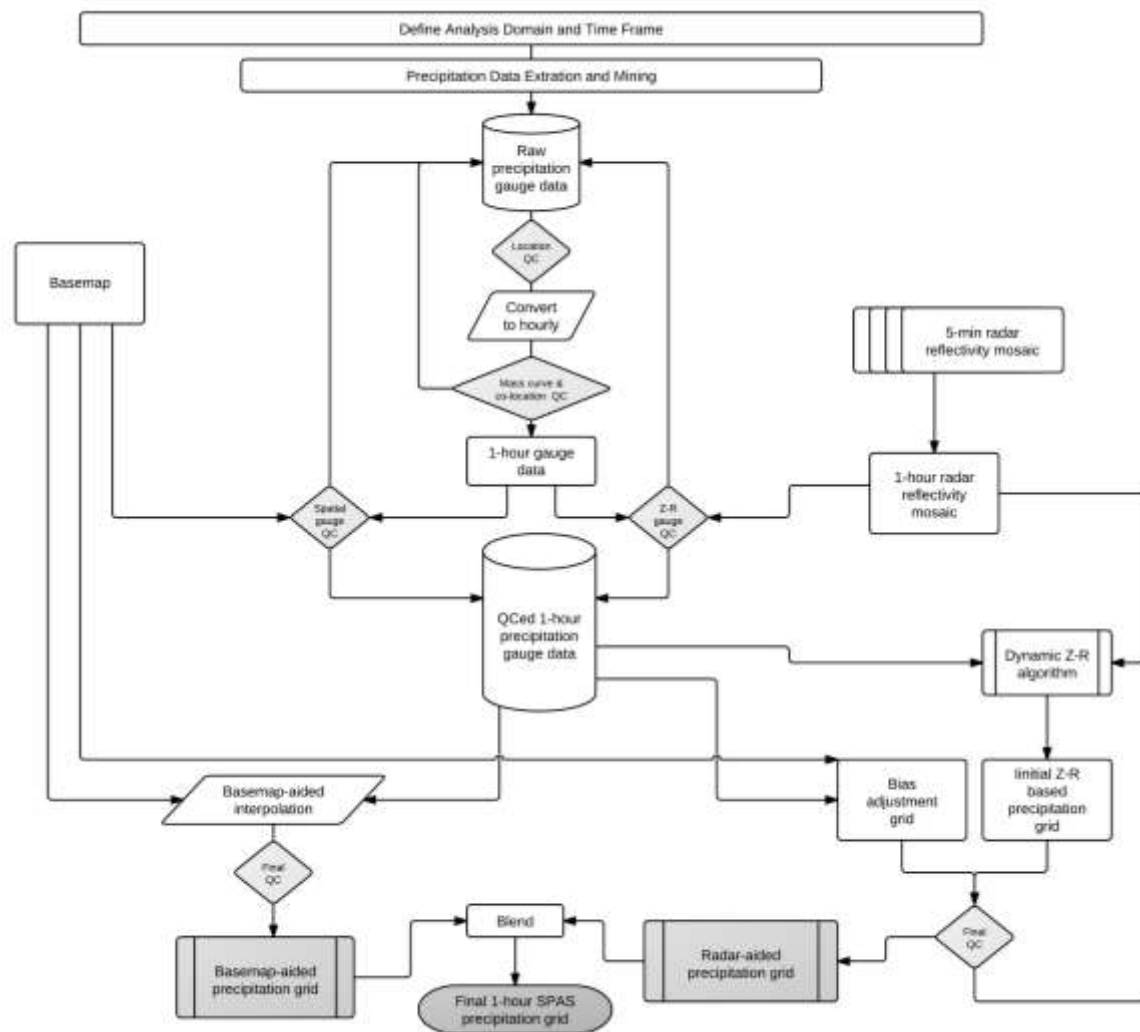 Define Analysis Domain and Time Frame
Precipitation Data Extration and Mining
Raw
precipitation
gauge data
Location
QC
Basemap
Convert
to hourly
5-min radar
reflectivity mosaic
Mass curve &
co-location QC
1-hour gauge
data
1-hour radar
reflectivity
mosaic
Spatial
gauge
QC
Z-R
gauge
QC
QCed 1-hour
precipitation
gauge data
Dynamic Z-R
algorithm
Basemap-aided
interpolation
Bias
adjustment
grid
Iinitial Z-R
based
precipitation
grid
Final
QC
Blend
Final
QC
Basemap-aided
precipitation grid
Radar-aided
precipitation grid
Final 1-hour SPAS
precipitation grid